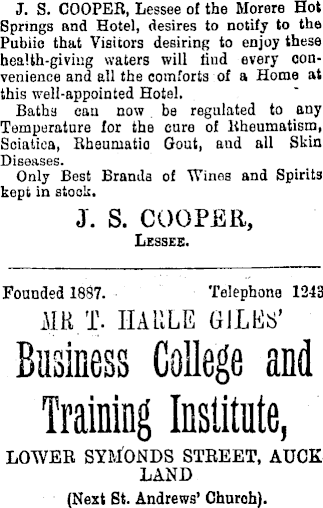 J. S. COOPER, Lessee of the Morere Hot
Springs and Hotel, desires to notify to the
Public that Visitors desiring to enjoy these
health-giving waters will find every con-
venience and all the comforts of a Home at
this well-appointed Hotel.
Baths can now be regulated to any
Temperature for the cure of Rheumatism,
Sciatica, Rheumatic Gout, and all Skin
Diseases.
Only Best Brands of Wines and Spirits
kept in stock.
J. S. COOPER,
LESSEE.
Founded 1887. Telephone 1243
MR T. HARLE GILES'
Business College and
Training Institute,
LOWER SYMONDS STREET, AUCK
LAND
(Next St. Andrews' Church).